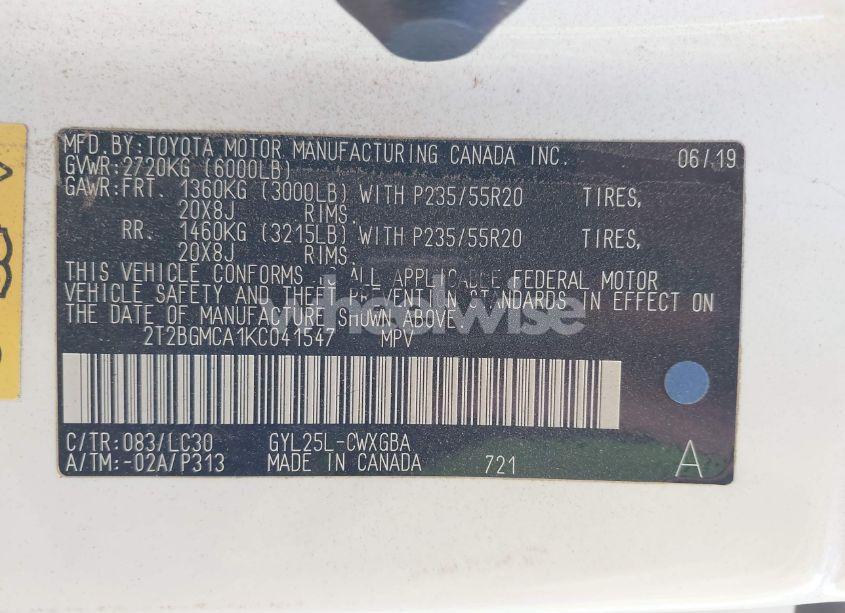 MFD.BY:TOYOTA MOTOR MANUFACTURING CANADA INC. 06/19
GVWR:2720KG (6000LB)
GAWR:FRT. 1360KG (3000LB) WITH P235/55R20 TIRES,
20X8J RIMS.
RR. 1460KG (3215LB) WITH P235/55R20 TIRES,
20X8J RIMS.
THIS VEHICLE CONFORMS TO ALL APPLICABLE FEDERAL MOTOR
VEHICLE SAFETY AND THEFT PREVENTION STANDARDS IN EFFECT ON
THE DATE OF MANUFACTURE SHOWN ABOVE.
wheelwise
2T2BGMCA1KC041547 MPV
C/TR:083/LC30 GYL25L-CWXGBA
A/TM:-02A/P313 MADE IN CANADA 721 A